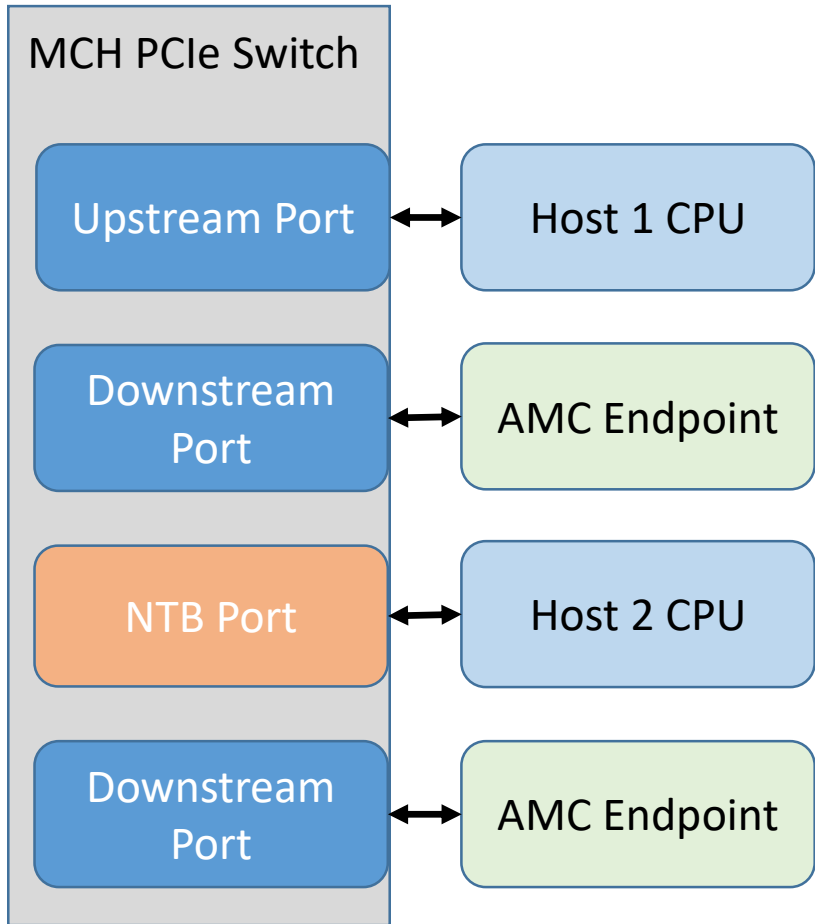 MCH PCIe Switch
Upstream Port
Host 1 CPU
Downstream
Port
AMC Endpoint
NTB Port
Host 2 CPU
Downstream
Port
AMC Endpoint